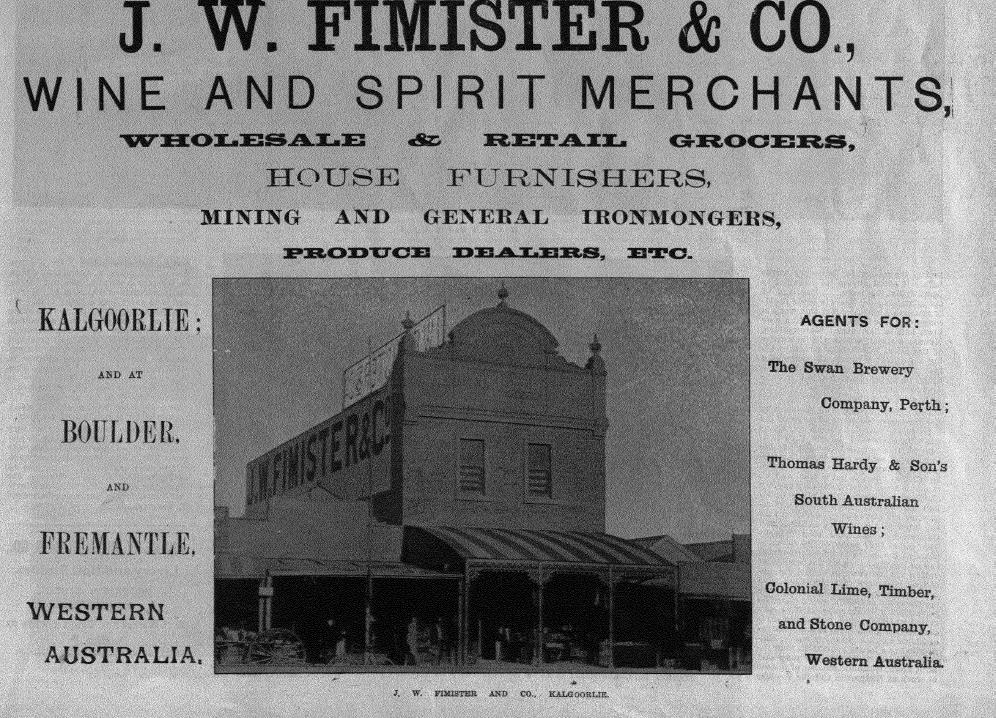 J. W. FIMISTER & CO.,
WINE AND SPIRIT MERCHANTS,
WHOLESALE & RETAIL GROCERS,
HOUSE FURNISHERS,
MINING AND GENERAL IRONMONGERS,
PRODUCE DEALERS, ETC.
KALGOORLIE;
AND AT
BOULDER,
AND
FREMANTLE,
WESTERN
AUSTRALIA.
J.W.FIMISTER&CO
AGENTS FOR:
The Swan Brewery
Company, Perth;
Thomas Hardy & Son's
South Australian
Wines;
Colonial Lime, Timber,
and Stone Company,
Western Australia.
J. W. FIMISTER AND CO., KALGOORLIE.